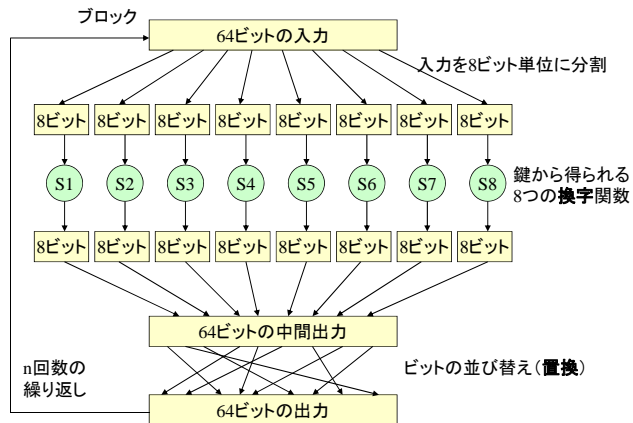 ブロック
64ビットの入力
入力を8ビット単位に分割
8ビット 8ビット 8ビット 8ビット 8ビット 8ビット 8ビット 8ビット
S1 S2 S3 S4 S5 S6 S7 S8
鍵から得られる
8つの換字関数
8ビット 8ビット 8ビット 8ビット 8ビット 8ビット 8ビット 8ビット
64ビットの中間出力
n回数の
繰り返し
ビットの並び替え(置換)
64ビットの出力